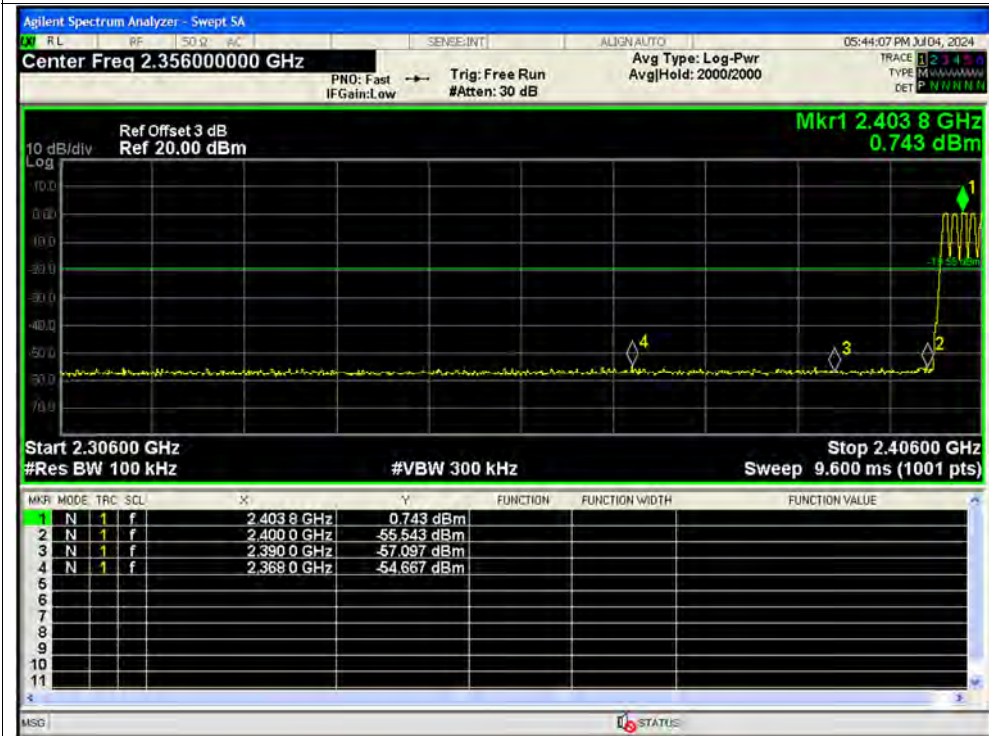 Agilent Spectrum Analyzer - Swept SA
RL RF 50 Ω AC SENSE:INT ALIGN AUTO 05:44:07 PM Jul 04, 2024
Center Freq 2.356000000 GHz
PNO: Fast
IFGain:Low
Trig: Free Run
#Atten: 30 dB
Avg Type: Log-Pwr
Avg|Hold: 2000/2000
TRACE 1 2 3 4 5 6
TYPE M
DET P N N N N N
Mkr1 2.403 8 GHz
0.743 dBm
Ref Offset 3 dB
10 dB/div Ref 20.00 dBm
Log
10.0
0.00
-10.0
-20.0
-30.0
-40.0
-50.0
-60.0
-70.0
1
4
3
2
Start 2.30600 GHz Stop 2.40600 GHz
#Res BW 100 kHz #VBW 300 kHz Sweep 9.600 ms (1001 pts)
MKR MODE TRC SCL X Y FUNCTION FUNCTION WIDTH FUNCTION VALUE
1 N 1 f 2.403 8 GHz 0.743 dBm
2 N 1 f 2.400 0 GHz -55.543 dBm
3 N 1 f 2.390 0 GHz -57.097 dBm
4 N 1 f 2.368 0 GHz -54.667 dBm
5
6
7
8
9
10
11
MSG STATUS